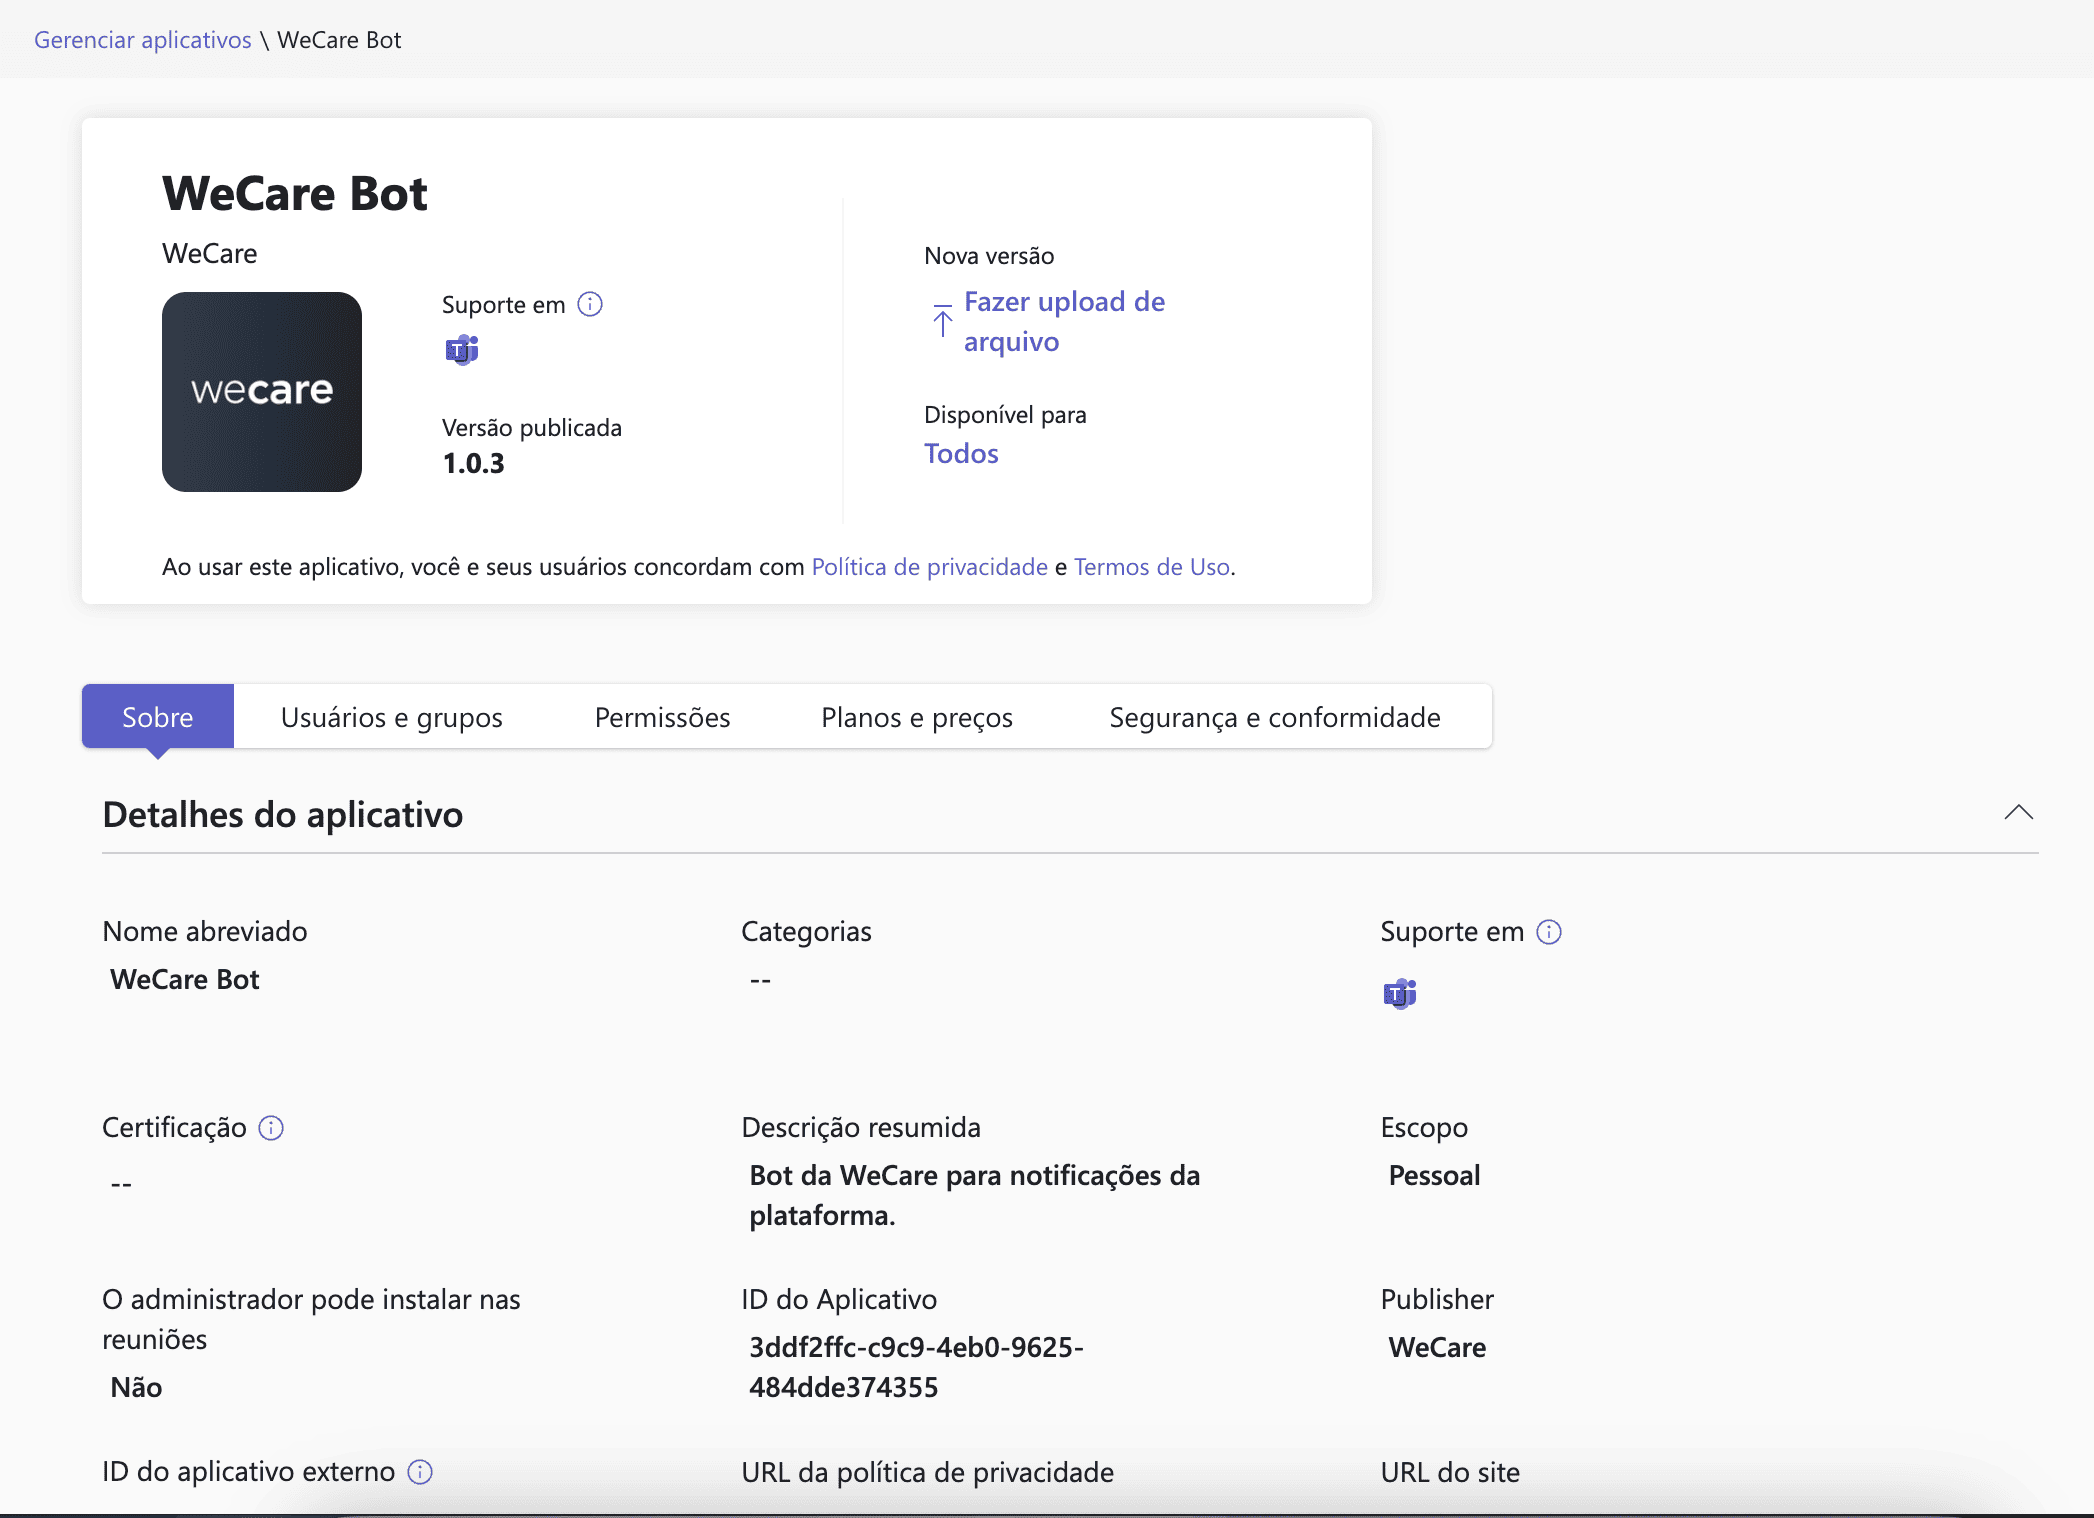 Gerenciar aplicativos \ WeCare Bot
WeCare Bot
WeCare
wecare
Suporte em
Versão publicada
1.0.3
Nova versão
Fazer upload de
arquivo
Disponível para
Todos
Ao usar este aplicativo, você e seus usuários concordam com Política de privacidade e Termos de Uso.
Sobre
Usuários e grupos
Permissões
Planos e preços
Segurança e conformidade
Detalhes do aplicativo
Nome abreviado
WeCare Bot
Categorias
--
Suporte em
Certificação
--
Descrição resumida
Bot da WeCare para notificações da
plataforma.
Escopo
Pessoal
O administrador pode instalar nas
reuniões
Não
ID do Aplicativo
3ddf2ffc-c9c9-4eb0-9625-
484dde374355
Publisher
WeCare
ID do aplicativo externo
URL da política de privacidade
URL do site